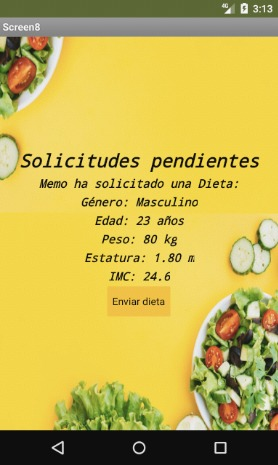 4G 3:13
Screen8
Solicitudes pendientes
Memo ha solicitado una Dieta:
Género: Masculino
Edad: 23 años
Peso: 80 kg
Estatura: 1.80 m
IMC: 24.6
Enviar dieta